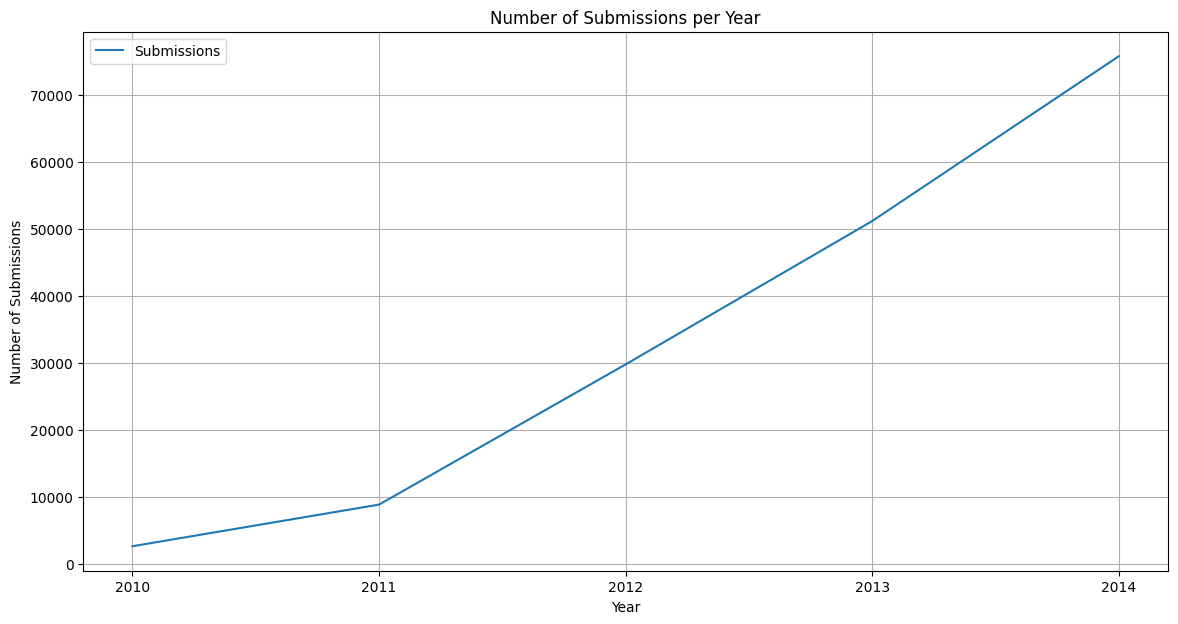 Number of Submissions per Year
Submissions
Number of Submissions
70000
60000
50000
40000
30000
20000
10000
0
2010 2011 2012 2013 2014
Year